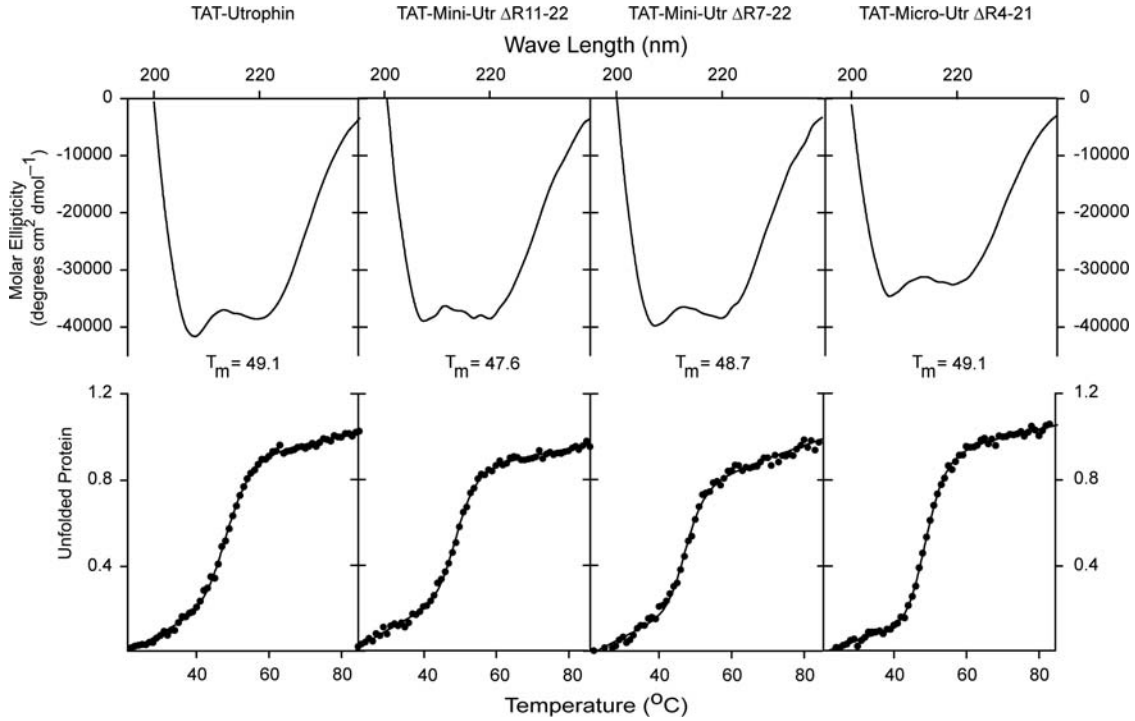 TAT-Utrophin TAT-Mini-Utr ΔR11-22 TAT-Mini-Utr ΔR7-22 TAT-Micro-Utr ΔR4-21
Wave Length (nm)
200 220 200 220 200 220 200 220
0 0
-10000 -10000
-20000 -20000
-30000 -30000
-40000 -40000
Molar Ellipticity
(degrees cm² dmol⁻¹)
Tm = 49.1 Tm = 47.6 Tm = 48.7 Tm = 49.1
1.2 1.2
0.8 0.8
0.4 0.4
Unfolded Protein
40 60 80 40 60 80 40 60 80 40 60 80
Temperature (°C)